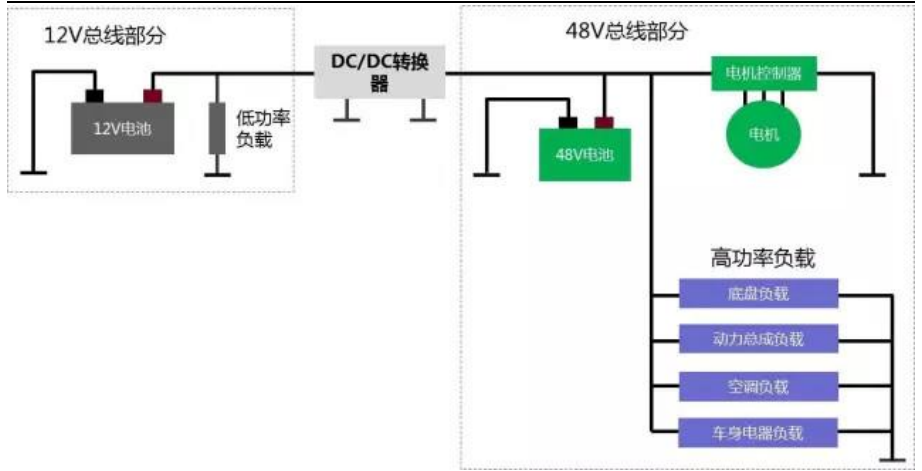 12V总线部分
48V总线部分
DC/DC转换
器
电机控制器
12V电池
低功率
负载
电机
48V电池
高功率负载
底盘负载
动力总成负载
空调负载
车身电器负载